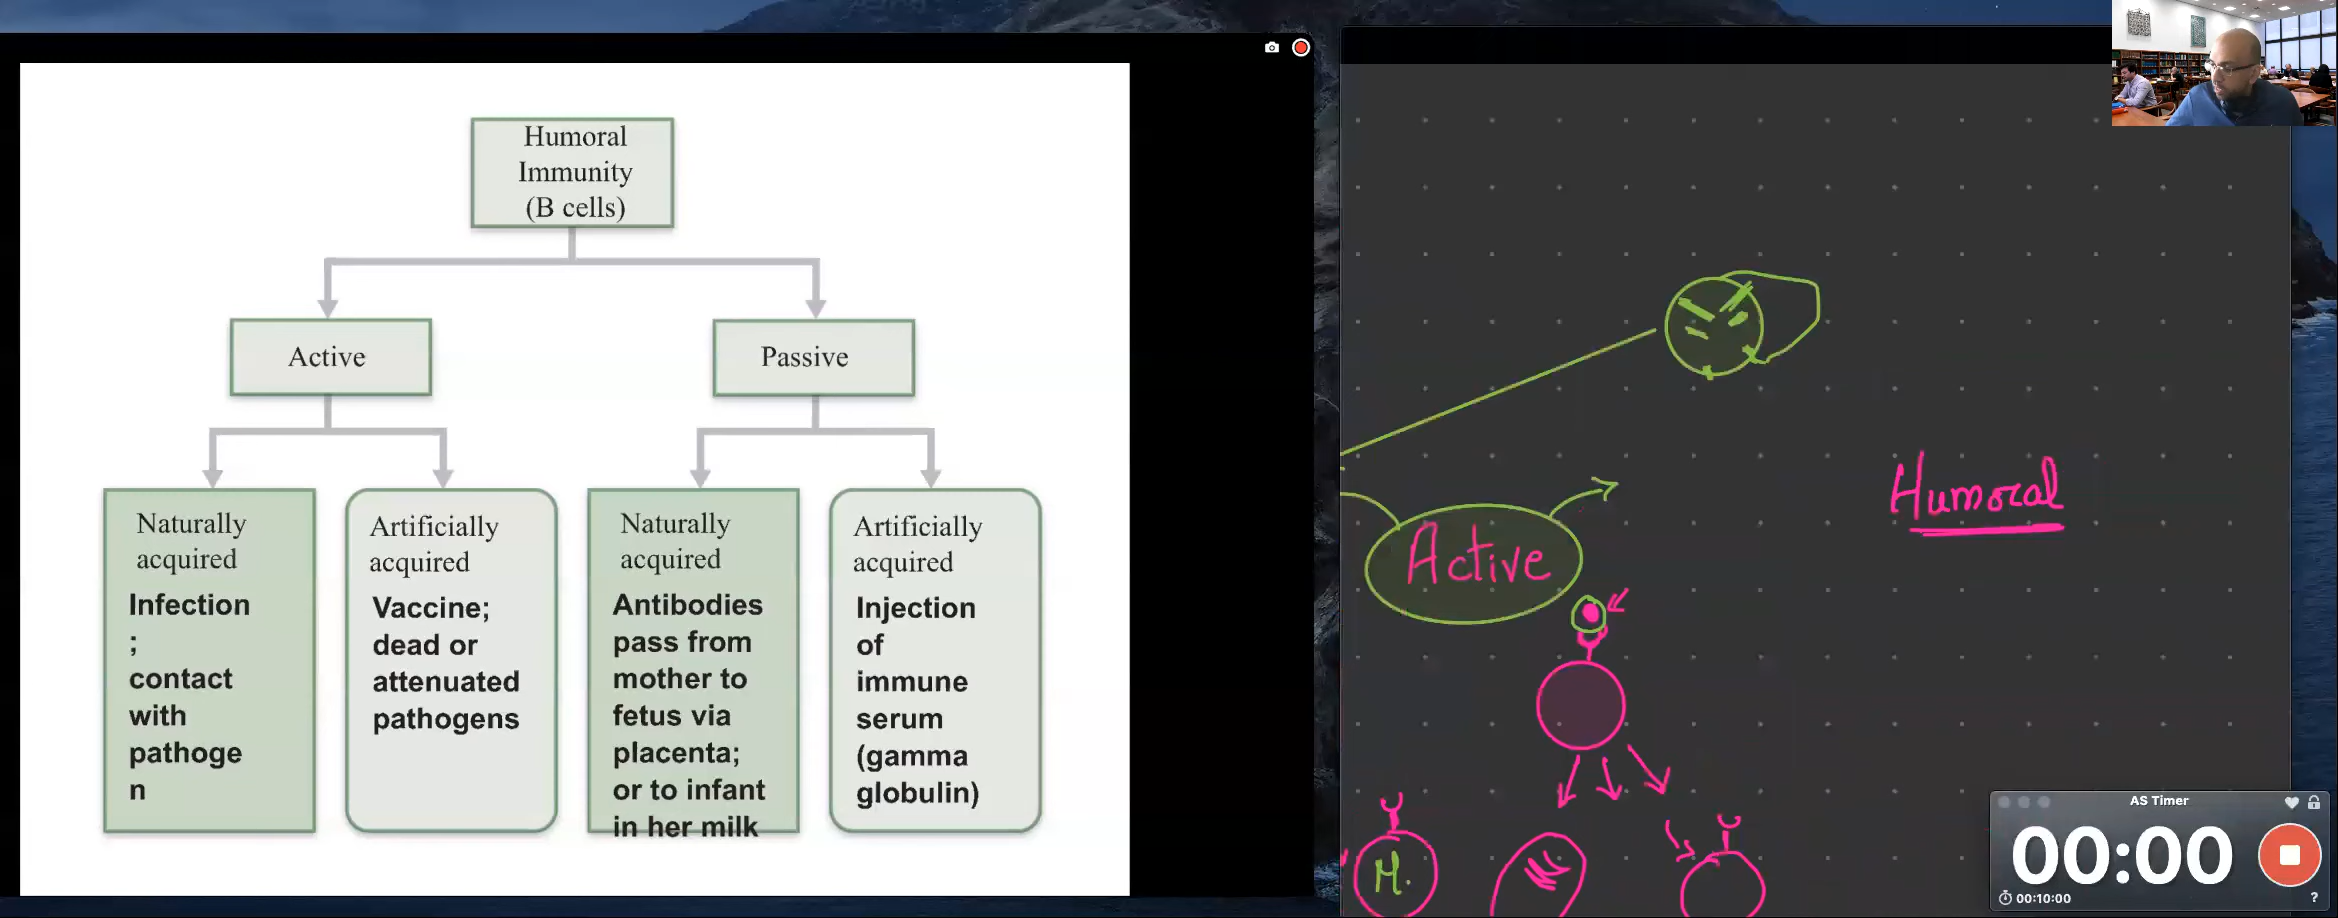 Humoral
Immunity
(B cells)
Active
Passive
Naturally
acquired
Infection
;
contact
with
pathoge
n
Artificially
acquired
Vaccine;
dead or
attenuated
pathogens
Naturally
acquired
Antibodies
pass from
mother to
fetus via
placenta;
or to infant
in her milk
Artificially
acquired
Injection
of
immune
serum
(gamma
globulin)
Humoral
Active
M.
AS Timer
00:00
00:10:00
?